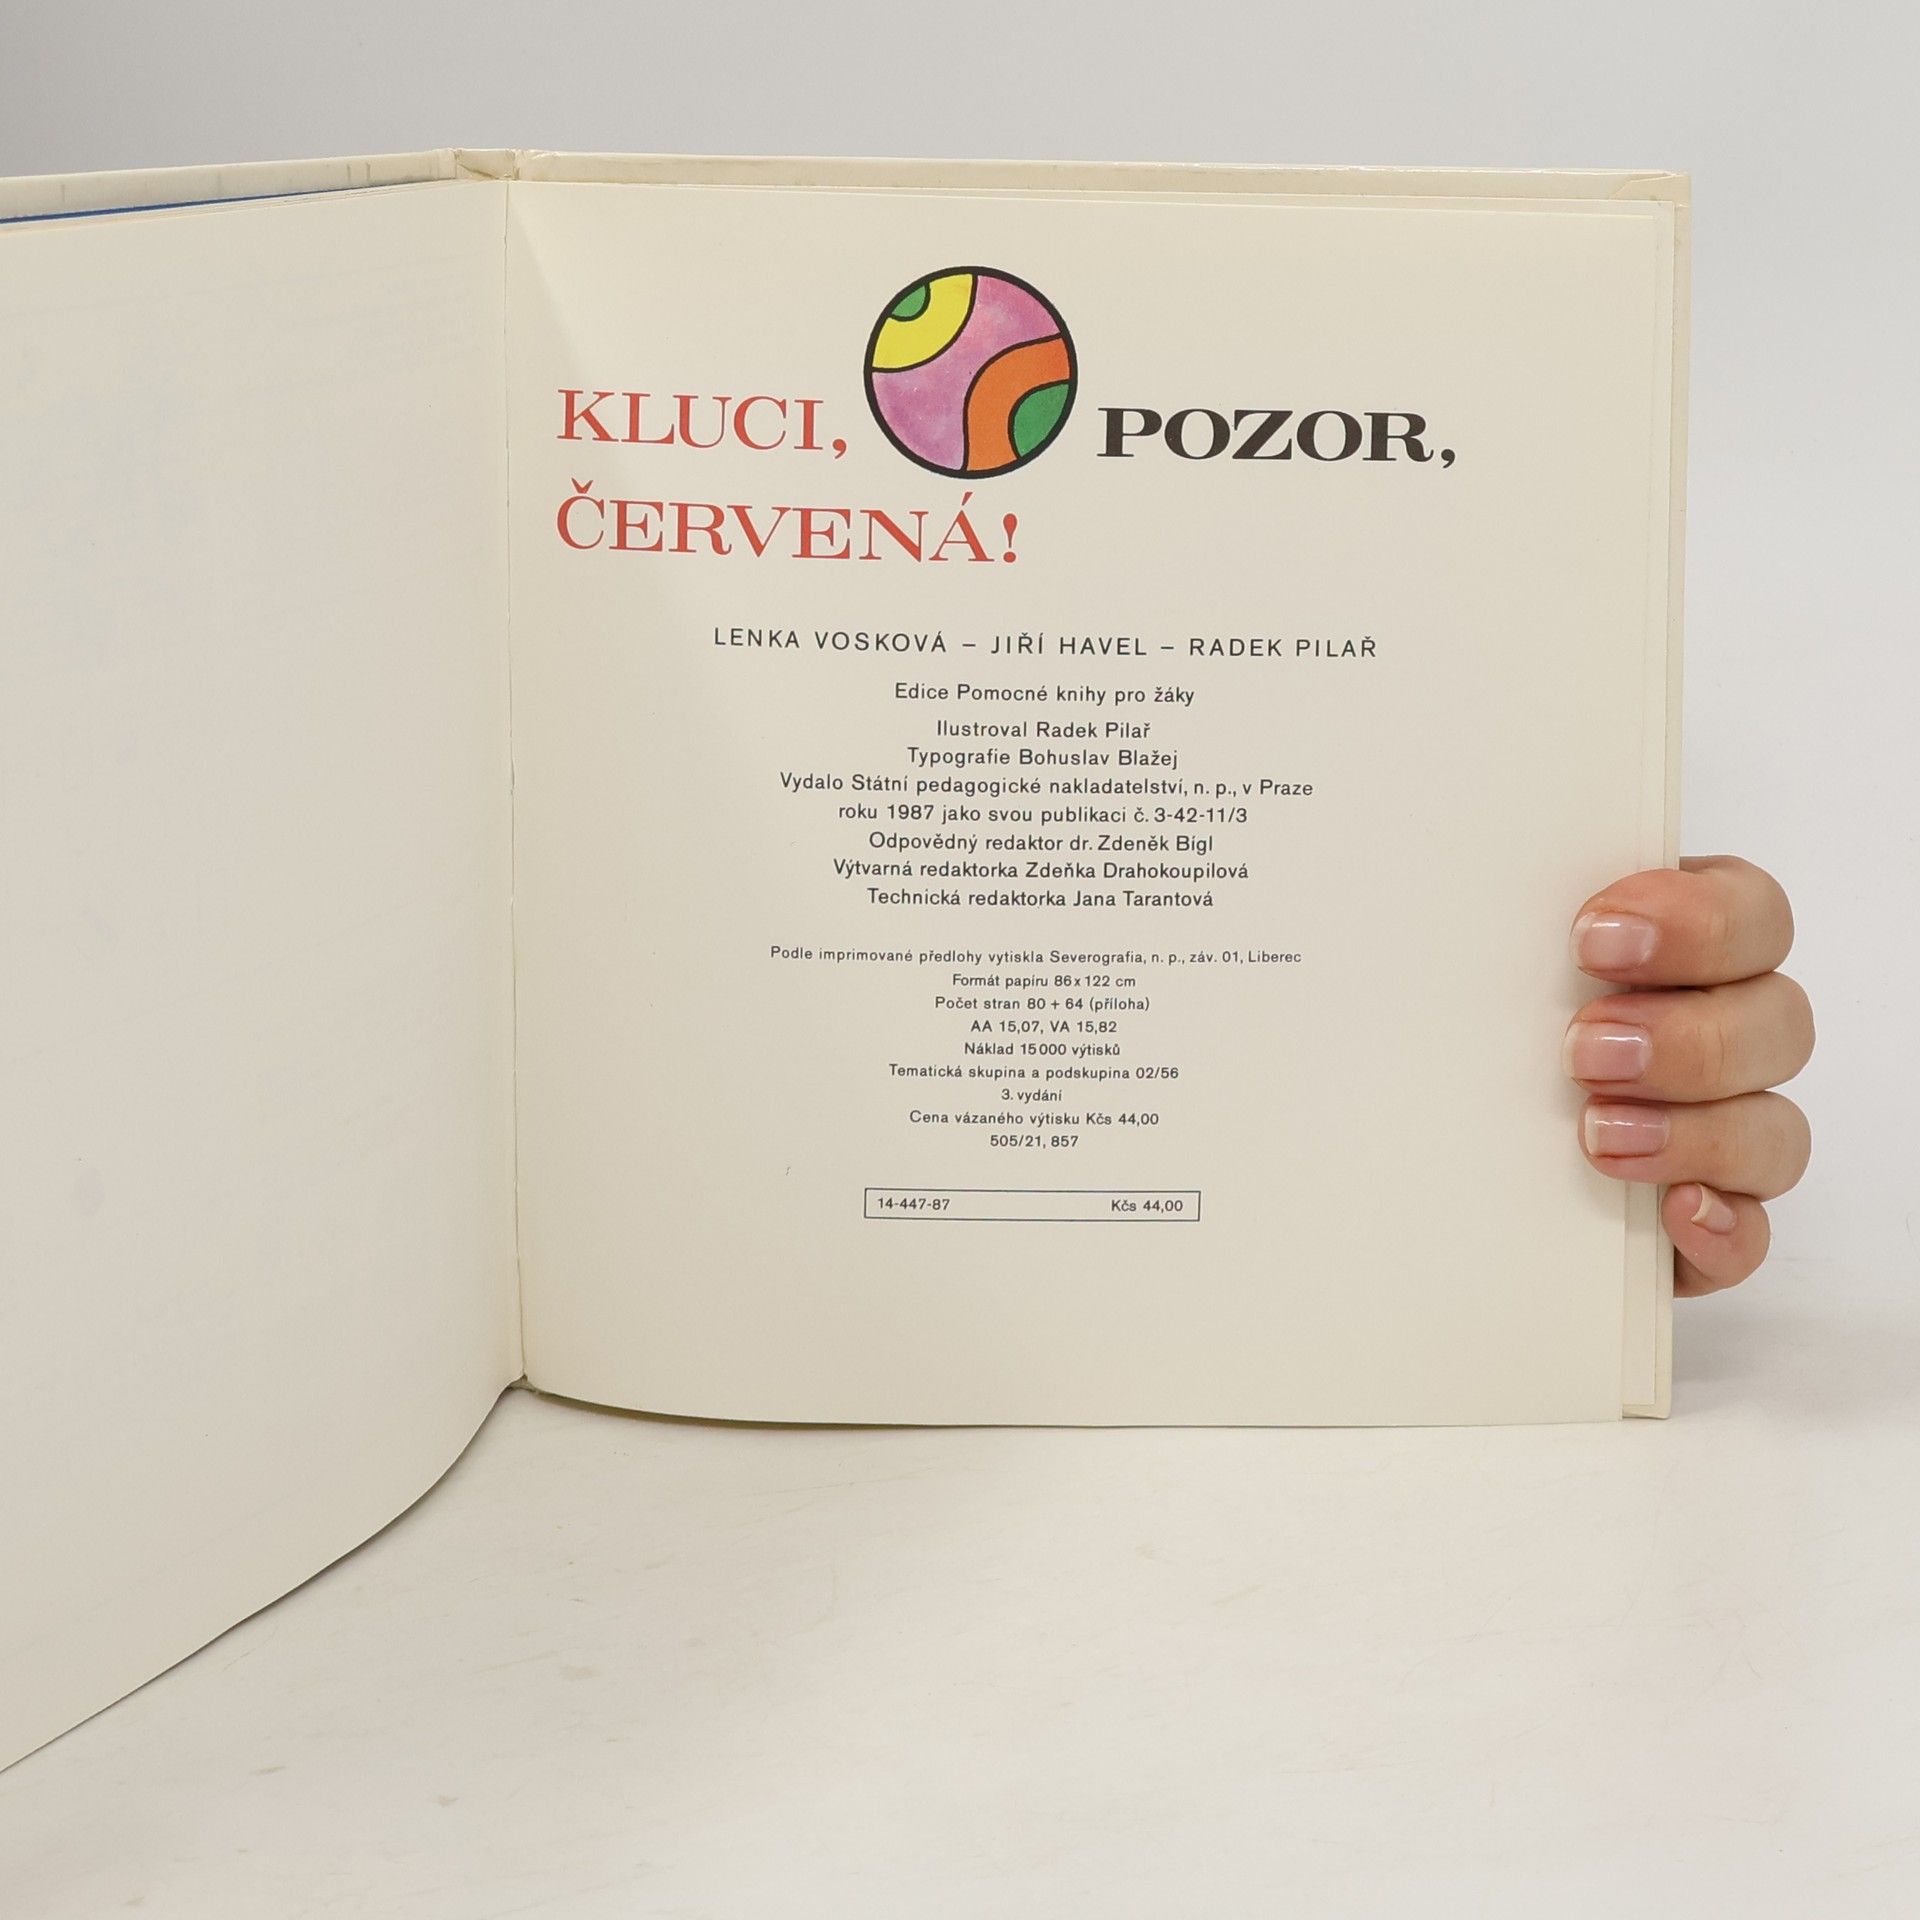 KLUCI, POZOR,
ČERVENÁ!
LENKA VOSKOVÁ – JIŘÍ HAVEL – RADEK PILAŘ
Edice Pomocné knihy pro žáky
Ilustroval Radek Pilař
Typografie Bohuslav Blažej
Vydalo Státní pedagogické nakladatelství, n. p., v Praze
roku 1987 jako svou publikaci č. 3-42-11/3
Odpovědný redaktor dr. Zdeněk Bígl
Výtvarná redaktorka Zdeňka Drahokoupilová
Technická redaktorka Jana Tarantová
Podle imprimované předlohy vytiskla Severografia, n. p., záv. 01, Liberec
Formát papíru 86 x 122 cm
Počet stran 80 + 64 (příloha)
AA 15,07, VA 15,82
Náklad 15 000 výtisků
Tematická skupina a podskupina 02/56
3. vydání
Cena vázaného výtisku Kčs 44,00
505/21, 857
14-447-87 Kčs 44,00